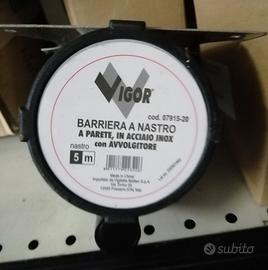 VIGOR®
cod. 07915-20
BARRIERA A NASTRO
A PARETE, IN ACCIAIO INOX
con AVVOLGITORE
nastro
5 m
Made in China
subito